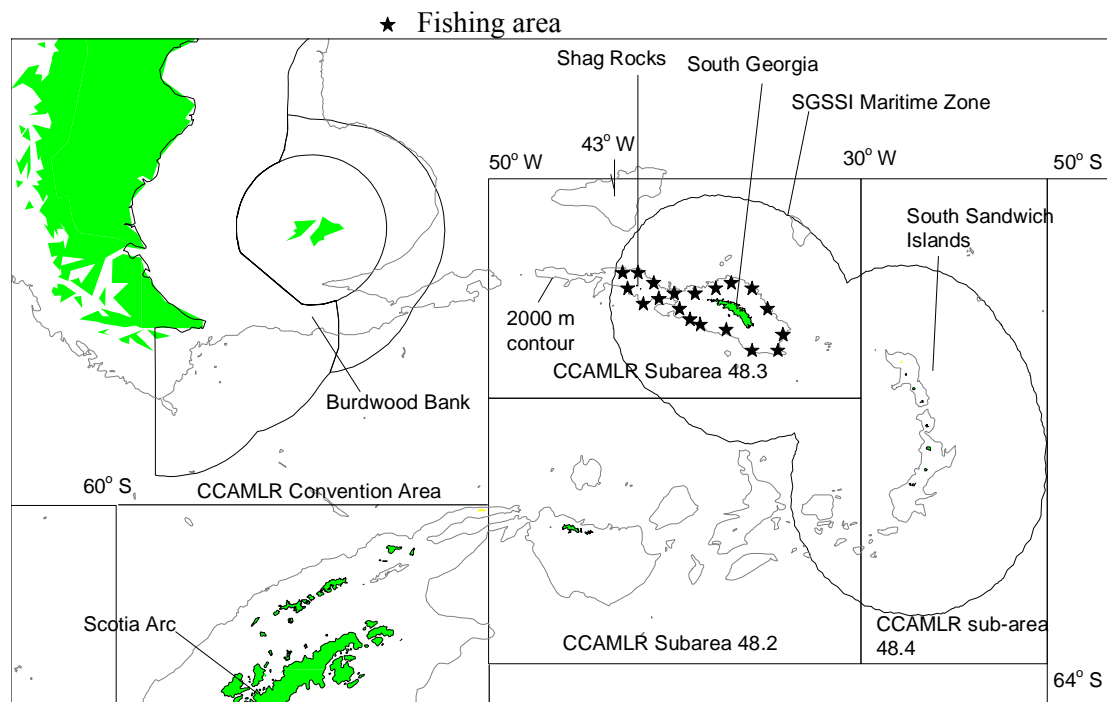 ★ Fishing area
Shag Rocks
South Georgia
SGSSI Maritime Zone
43° W
50° W
30° W
50° S
South Sandwich
Islands
2000 m
contour
CCAMLR Subarea 48.3
Burdwood Bank
60° S
CCAMLR Convention Area
Scotia Arc
CCAMLR Subarea 48.2
CCAMLR sub-area
48.4
64° S